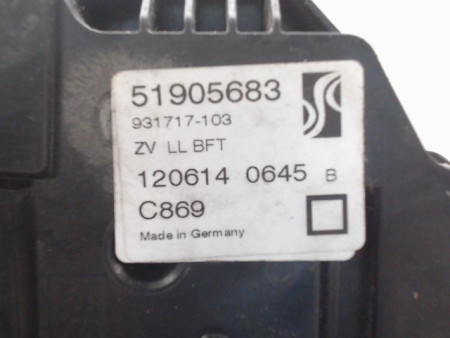 51905683
931717-103
ZV LL BFT
120614 0645 B
C869
Made in Germany